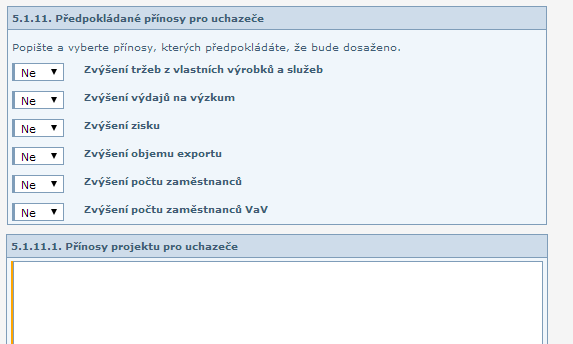 5.1.11. Předpokládané přínosy pro uchazeče
Popište a vyberte přínosy, kterých předpokládáte, že bude dosaženo.
Ne Zvýšení tržeb z vlastních výrobků a služeb
Ne Zvýšení výdajů na výzkum
Ne Zvýšení zisku
Ne Zvýšení objemu exportu
Ne Zvýšení počtu zaměstnanců
Ne Zvýšení počtu zaměstnanců VaV
5.1.11.1. Přínosy projektu pro uchazeče